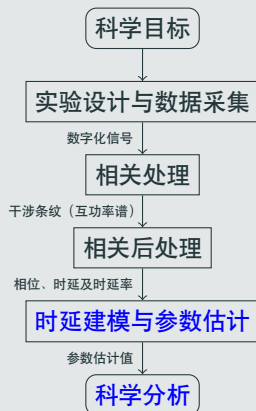 科学目标
实验设计与数据采集
数字化信号
相关处理
干涉条纹（互功率谱）
相关后处理
相位、时延及时延率
时延建模与参数估计
参数估计值
科学分析